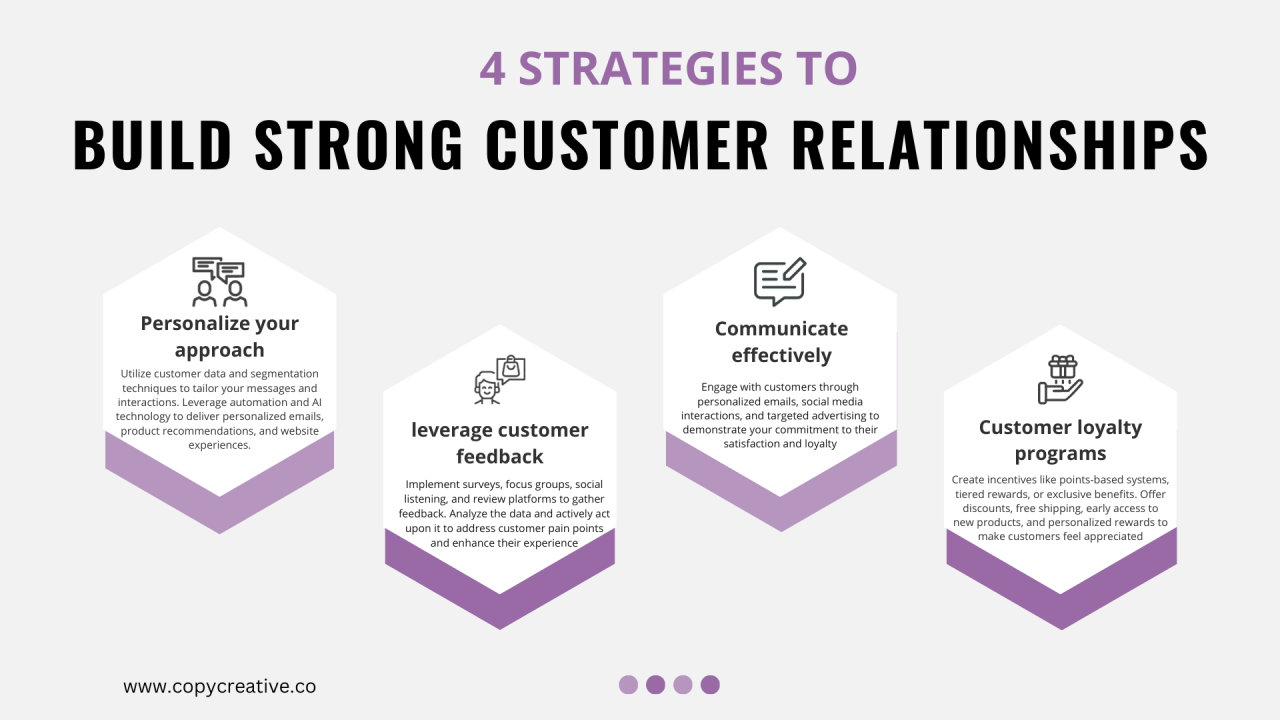 4 STRATEGIES TO
BUILD STRONG CUSTOMER RELATIONSHIPS
Personalize your
approach
Utilize customer data and segmentation
techniques to tailor your messages and
interactions. Leverage automation and AI
technology to deliver personalized emails,
product recommendations, and website
experiences.
leverage customer
feedback
Implement surveys, focus groups, social
listening, and review platforms to gather
feedback. Analyze the data and actively act
upon it to address customer pain points
and enhance their experience
Communicate
effectively
Engage with customers through
personalized emails, social media
interactions, and targeted advertising to
demonstrate your commitment to their
satisfaction and loyalty
Customer loyalty
programs
Create incentives like points-based systems,
tiered rewards, or exclusive benefits. Offer
discounts, free shipping, early access to
new products, and personalized rewards to
make customers feel appreciated
www.copycreative.co